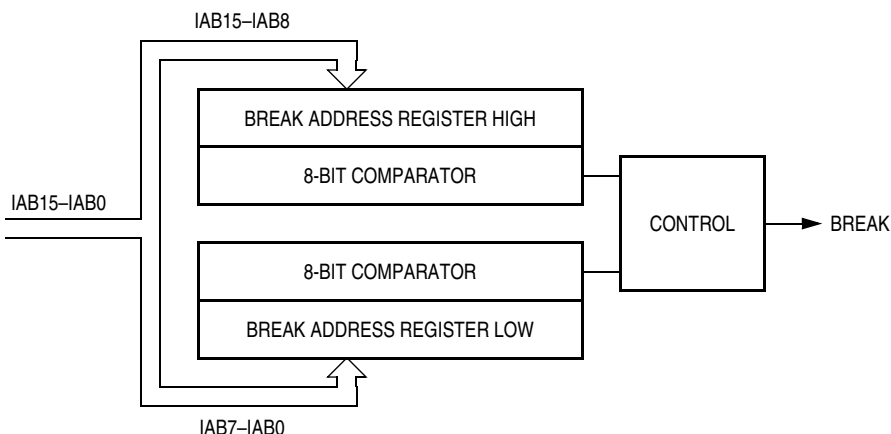 IAB15–IAB8
BREAK ADDRESS REGISTER HIGH
8-BIT COMPARATOR
IAB15–IAB0
CONTROL
BREAK
8-BIT COMPARATOR
BREAK ADDRESS REGISTER LOW
IAB7–IAB0